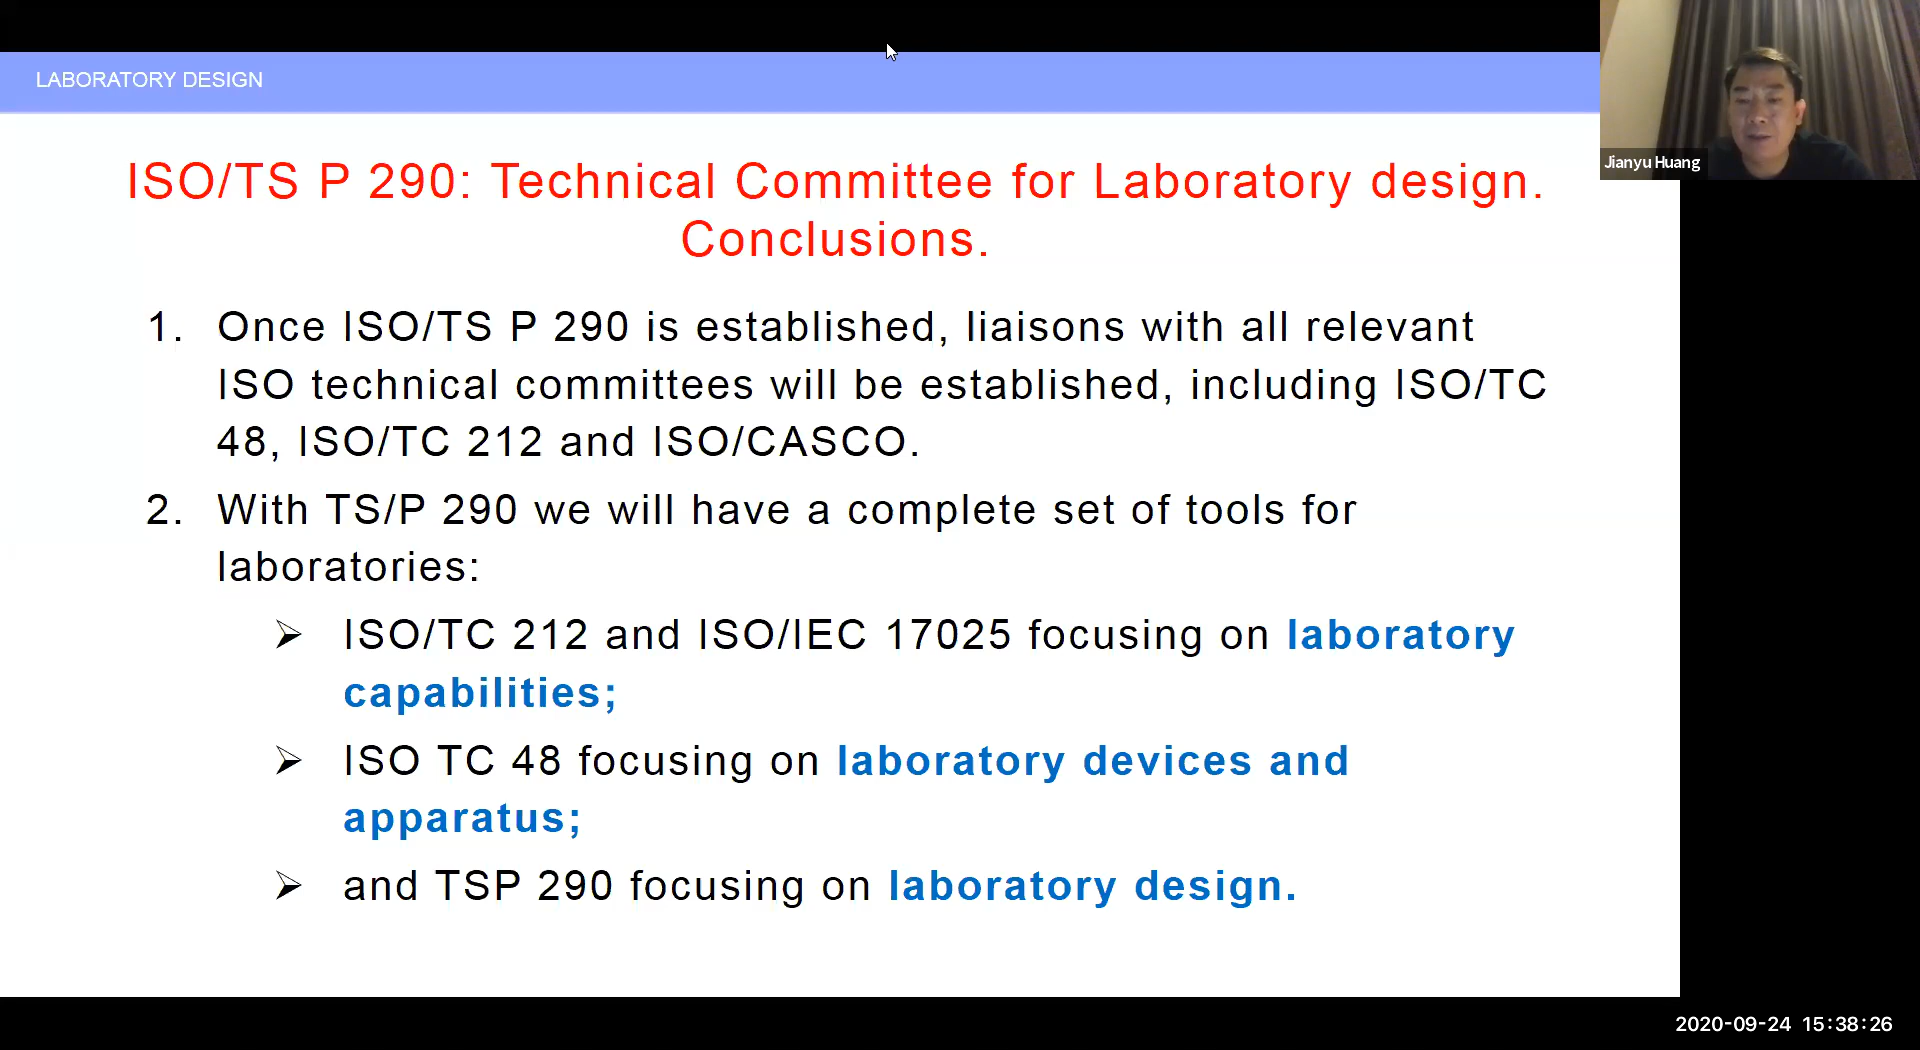 LABORATORY DESIGN
Jianyu Huang
ISO/TS P 290: Technical Committee for Laboratory design.
Conclusions.
1. Once ISO/TS P 290 is established, liaisons with all relevant
ISO technical committees will be established, including ISO/TC
48, ISO/TC 212 and ISO/CASCO.
2. With TS/P 290 we will have a complete set of tools for
laboratories:
➢ ISO/TC 212 and ISO/IEC 17025 focusing on laboratory
capabilities;
➢ ISO TC 48 focusing on laboratory devices and
apparatus;
➢ and TSP 290 focusing on laboratory design.
2020-09-24 15:38:26